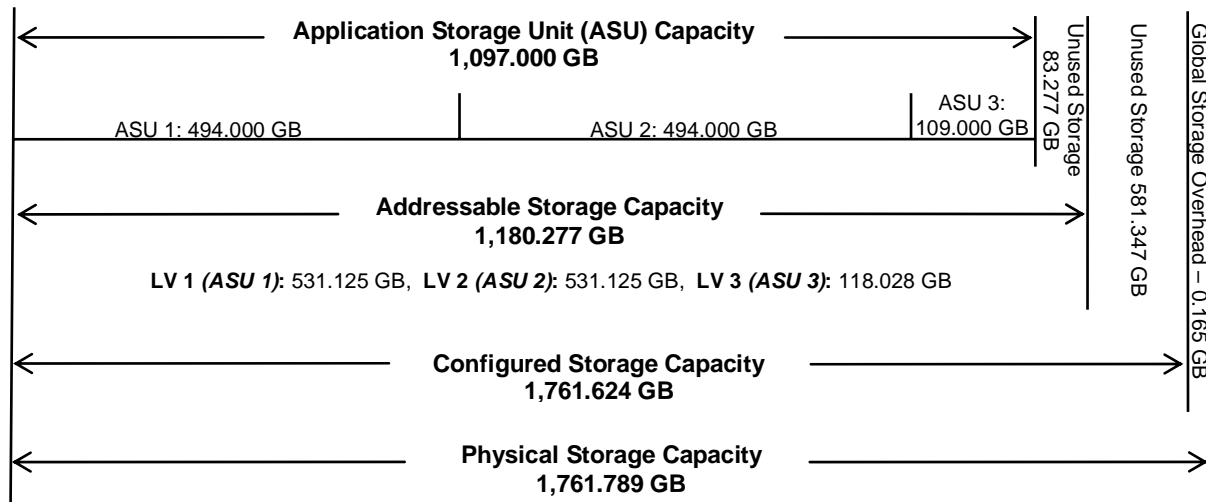 Application Storage Unit (ASU) Capacity
1,097.000 GB
ASU 1: 494.000 GB
ASU 2: 494.000 GB
ASU 3:
109.000 GB
Unused Storage
83.277 GB
Unused Storage 581.347 GB
Global Storage Overhead – 0.165 GB
Addressable Storage Capacity
1,180.277 GB
LV 1 (ASU 1): 531.125 GB, LV 2 (ASU 2): 531.125 GB, LV 3 (ASU 3): 118.028 GB
Configured Storage Capacity
1,761.624 GB
Physical Storage Capacity
1,761.789 GB